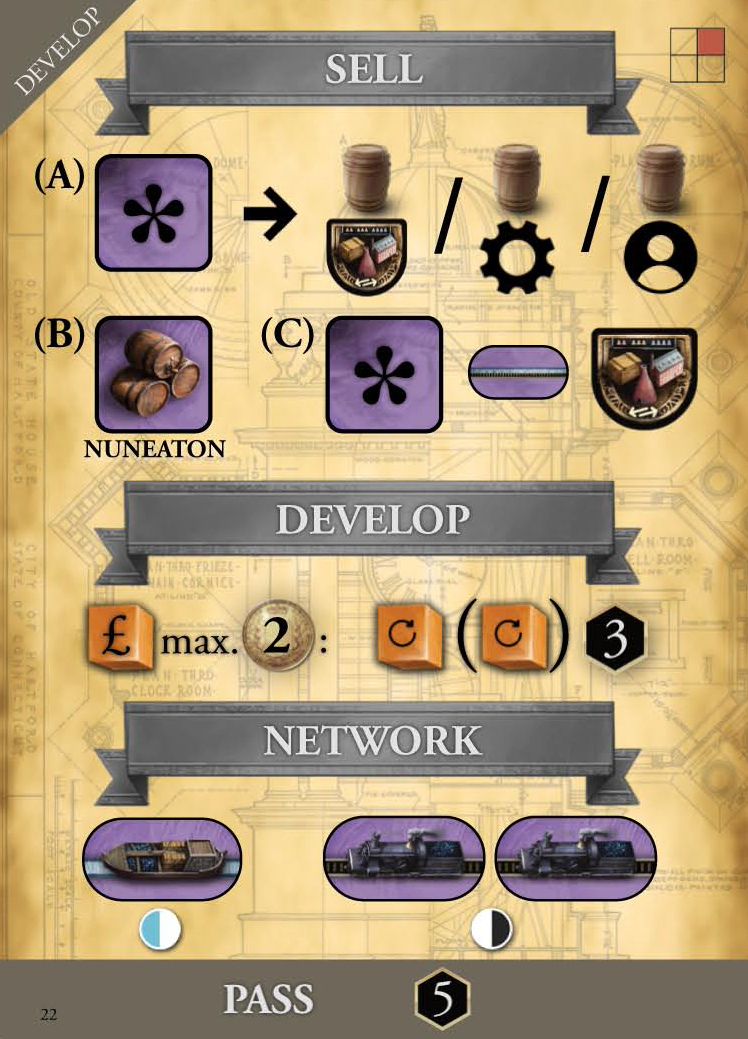 DEVELOP
SELL
(A)
* → / /
(B) (C)
*
NUNEATON
DEVELOP
£ max. 2 : ( ) 3
NETWORK
PASS 5
22